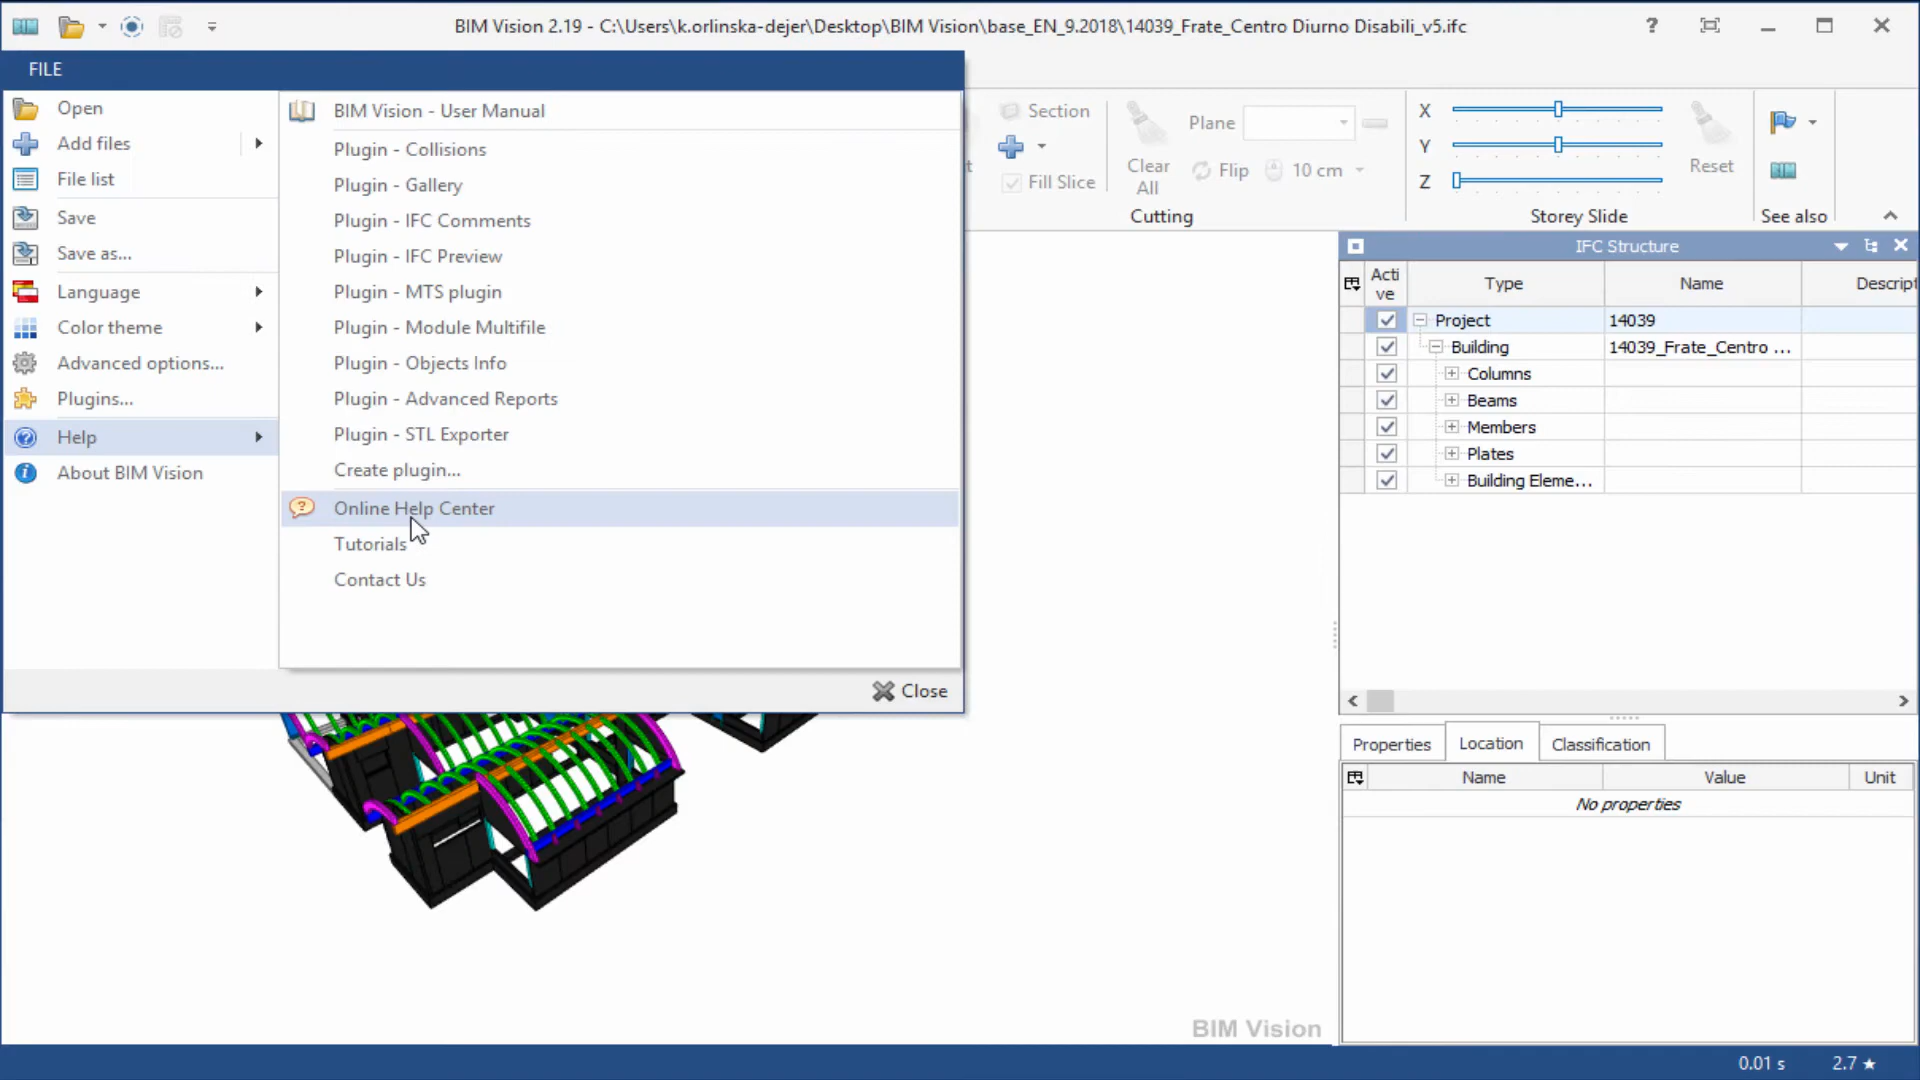 BIM Vision 2.19 - C:\Users\k.orlinska-dejer\Desktop\BIM Vision\base_EN_9.2018\14039_Frate_Centro Diurno Disabili_v5.ifc
?
FILE
Open
Add files
File list
Save
Save as...
Language
Color theme
Advanced options...
Plugins...
Help
About BIM Vision
BIM Vision - User Manual
Plugin - Collisions
Plugin - Gallery
Plugin - IFC Comments
Plugin - IFC Preview
Plugin - MTS plugin
Plugin - Module Multifile
Plugin - Objects Info
Plugin - Advanced Reports
Plugin - STL Exporter
Create plugin...
Online Help Center
Tutorials
Contact Us
Close
Section
Fill Slice
Clear
All
Plane
Flip
10 cm
Cutting
X
Y
Z
Reset
Storey Slide
See also
IFC Structure
Acti
ve
Type
Name
Descript
Project
14039
Building
14039_Frate_Centro ...
Columns
Beams
Members
Plates
Building Eleme...
Properties
Location
Classification
Name
Value
Unit
No properties
BIM Vision
0.01 s
2.7 ★